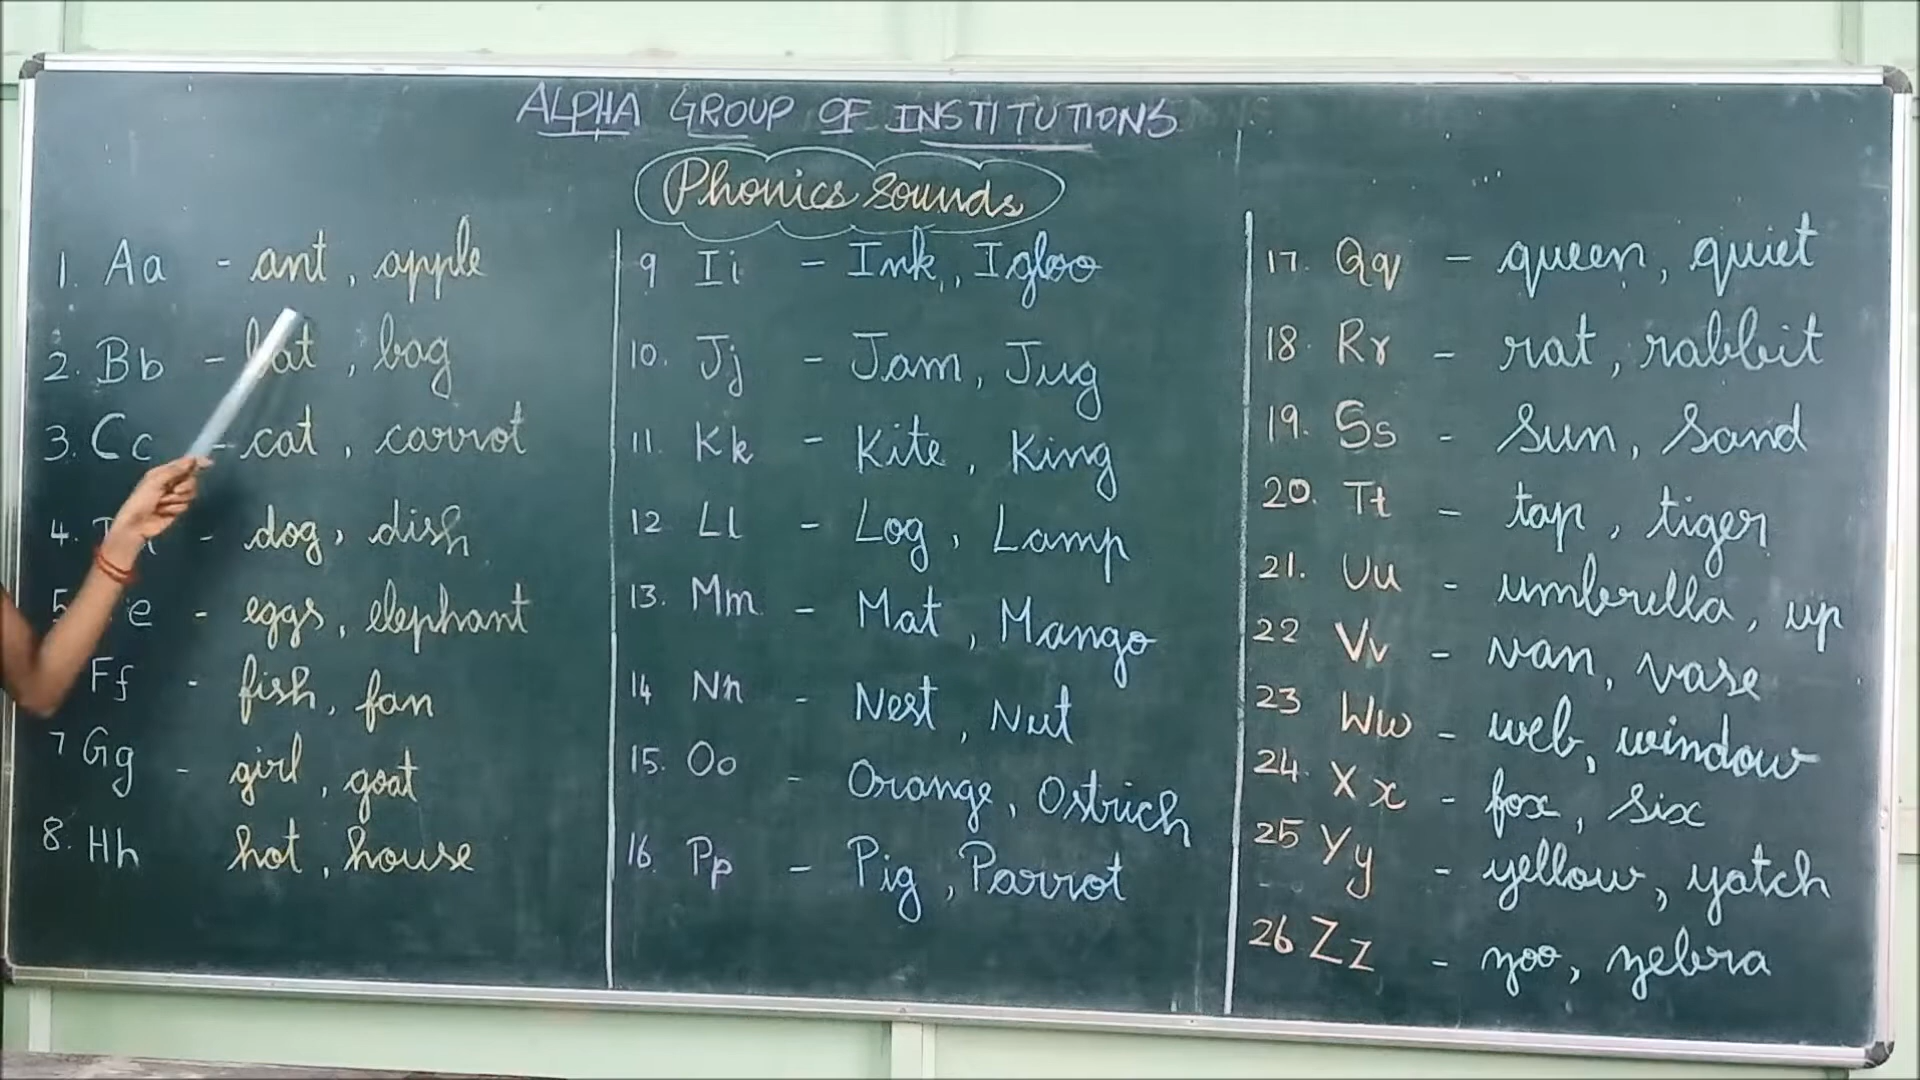 ALPHA GROUP OF INSTITUTIONS
Phonics sounds
1. Aa - ant, apple
2. Bb - bat, bag
3. Cc - cat, carrot
4. - dog, dish
5 e - eggs, elephant
Ff - fish, fan
7 Gg - girl, goat
8. Hh hot, house
9 Ii - Ink, Igloo
10. Jj - Jam, Jug
11. Kk - Kite, King
12 Ll - Log, Lamp
13. Mm - Mat, Mango
14 Nn - Nest, Nut
15. Oo - Orange, Ostrich
16. Pp - Pig, Parrot
17. Qq - queen, quiet
18. Rr - rat, rabbit
19. Ss - sun, sand
20. Tt - tap, tiger
21. Uu - umbrella, up
22 Vv - van, vase
23 Ww - web, window
24. Xx - fox, six
25 Yy - yellow, yatch
26 Zz - zoo, zebra